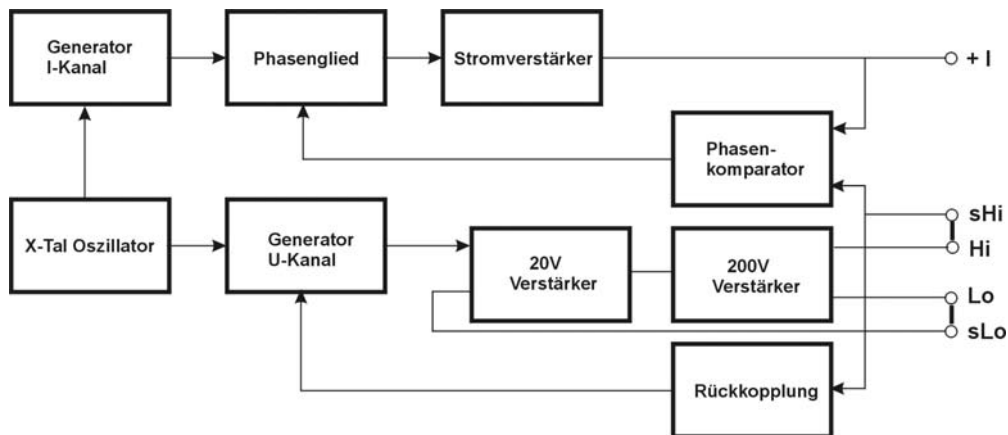 Generator
I-Kanal
Phasenglied
Stromverstärker
+ I
Phasen-
komparator
X-Tal Oszillator
Generator
U-Kanal
20V
Verstärker
200V
Verstärker
sHi
Hi
Lo
sLo
Rückkopplung